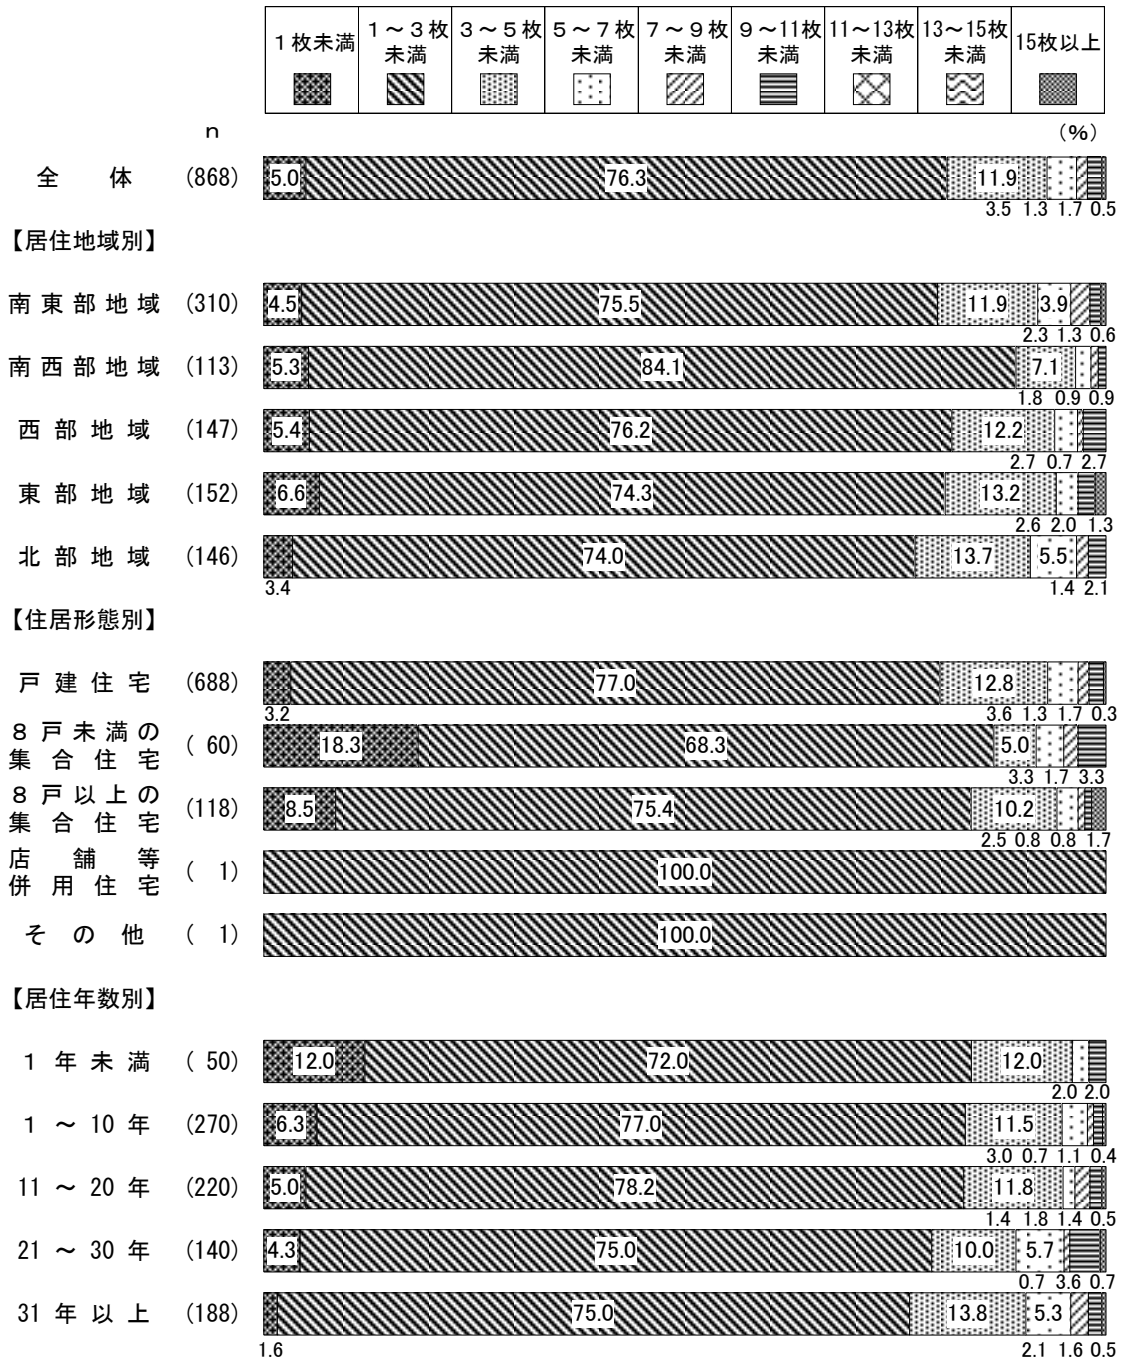 １枚未満 １～３枚未満 ３～５枚未満 ５～７枚未満 ７～９枚未満 ９～11枚未満 11～13枚未満 13～15枚未満 15枚以上
ｎ (％)
全体 (868) 5.0 76.3 11.9
3.5 1.3 1.7 0.5
【居住地域別】
南東部地域 (310) 4.5 75.5 11.9 3.9
2.3 1.3 0.6
南西部地域 (113) 5.3 84.1 7.1
1.8 0.9 0.9
西部地域 (147) 5.4 76.2 12.2
2.7 0.7 2.7
東部地域 (152) 6.6 74.3 13.2
2.6 2.0 1.3
北部地域 (146) 74.0 13.7 5.5
3.4 1.4 2.1
【住居形態別】
戸建住宅 (688) 77.0 12.8
3.2 3.6 1.3 1.7 0.3
８戸未満の
集合住宅 ( 60) 18.3 68.3 5.0
3.3 1.7 3.3
８戸以上の
集合住宅 (118) 8.5 75.4 10.2
2.5 0.8 0.8 1.7
店舗等
併用住宅 ( 1) 100.0
その他 ( 1) 100.0
【居住年数別】
１年未満 ( 50) 12.0 72.0 12.0
2.0 2.0
１～10年 (270) 6.3 77.0 11.5
3.0 0.7 1.1 0.4
11～20年 (220) 5.0 78.2 11.8
1.4 1.8 1.4 0.5
21～30年 (140) 4.3 75.0 10.0 5.7
0.7 3.6 0.7
31年以上 (188) 75.0 13.8 5.3
1.6 2.1 1.6 0.5